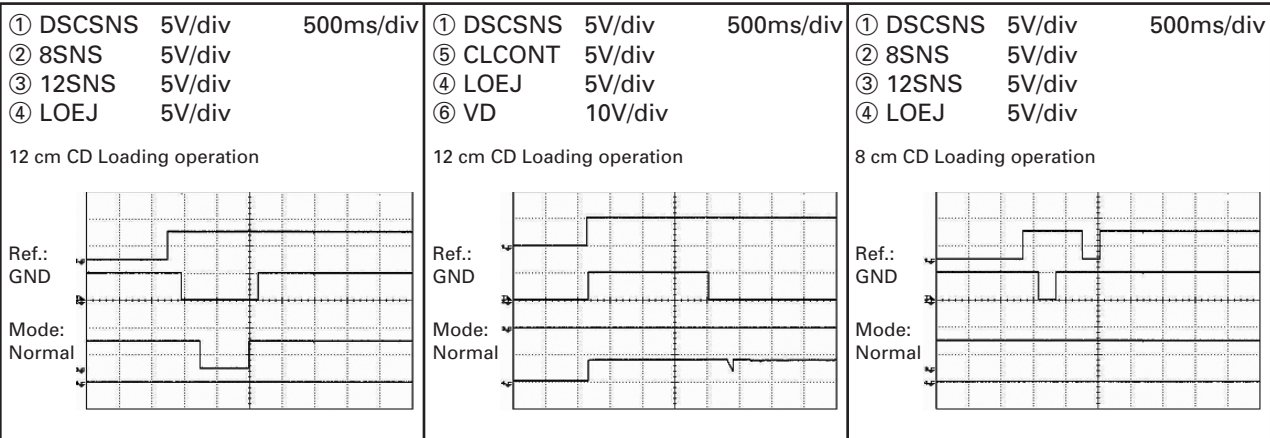 ① DSCSNS 5V/div 500ms/div
② 8SNS 5V/div
③ 12SNS 5V/div
④ LOEJ 5V/div
12 cm CD Loading operation
Ref.:
GND
Mode:
Normal
① DSCSNS 5V/div 500ms/div
⑤ CLCONT 5V/div
④ LOEJ 5V/div
⑥ VD 10V/div
12 cm CD Loading operation
Ref.:
GND
Mode:
Normal
① DSCSNS 5V/div 500ms/div
② 8SNS 5V/div
③ 12SNS 5V/div
④ LOEJ 5V/div
8 cm CD Loading operation
Ref.:
GND
Mode:
Normal